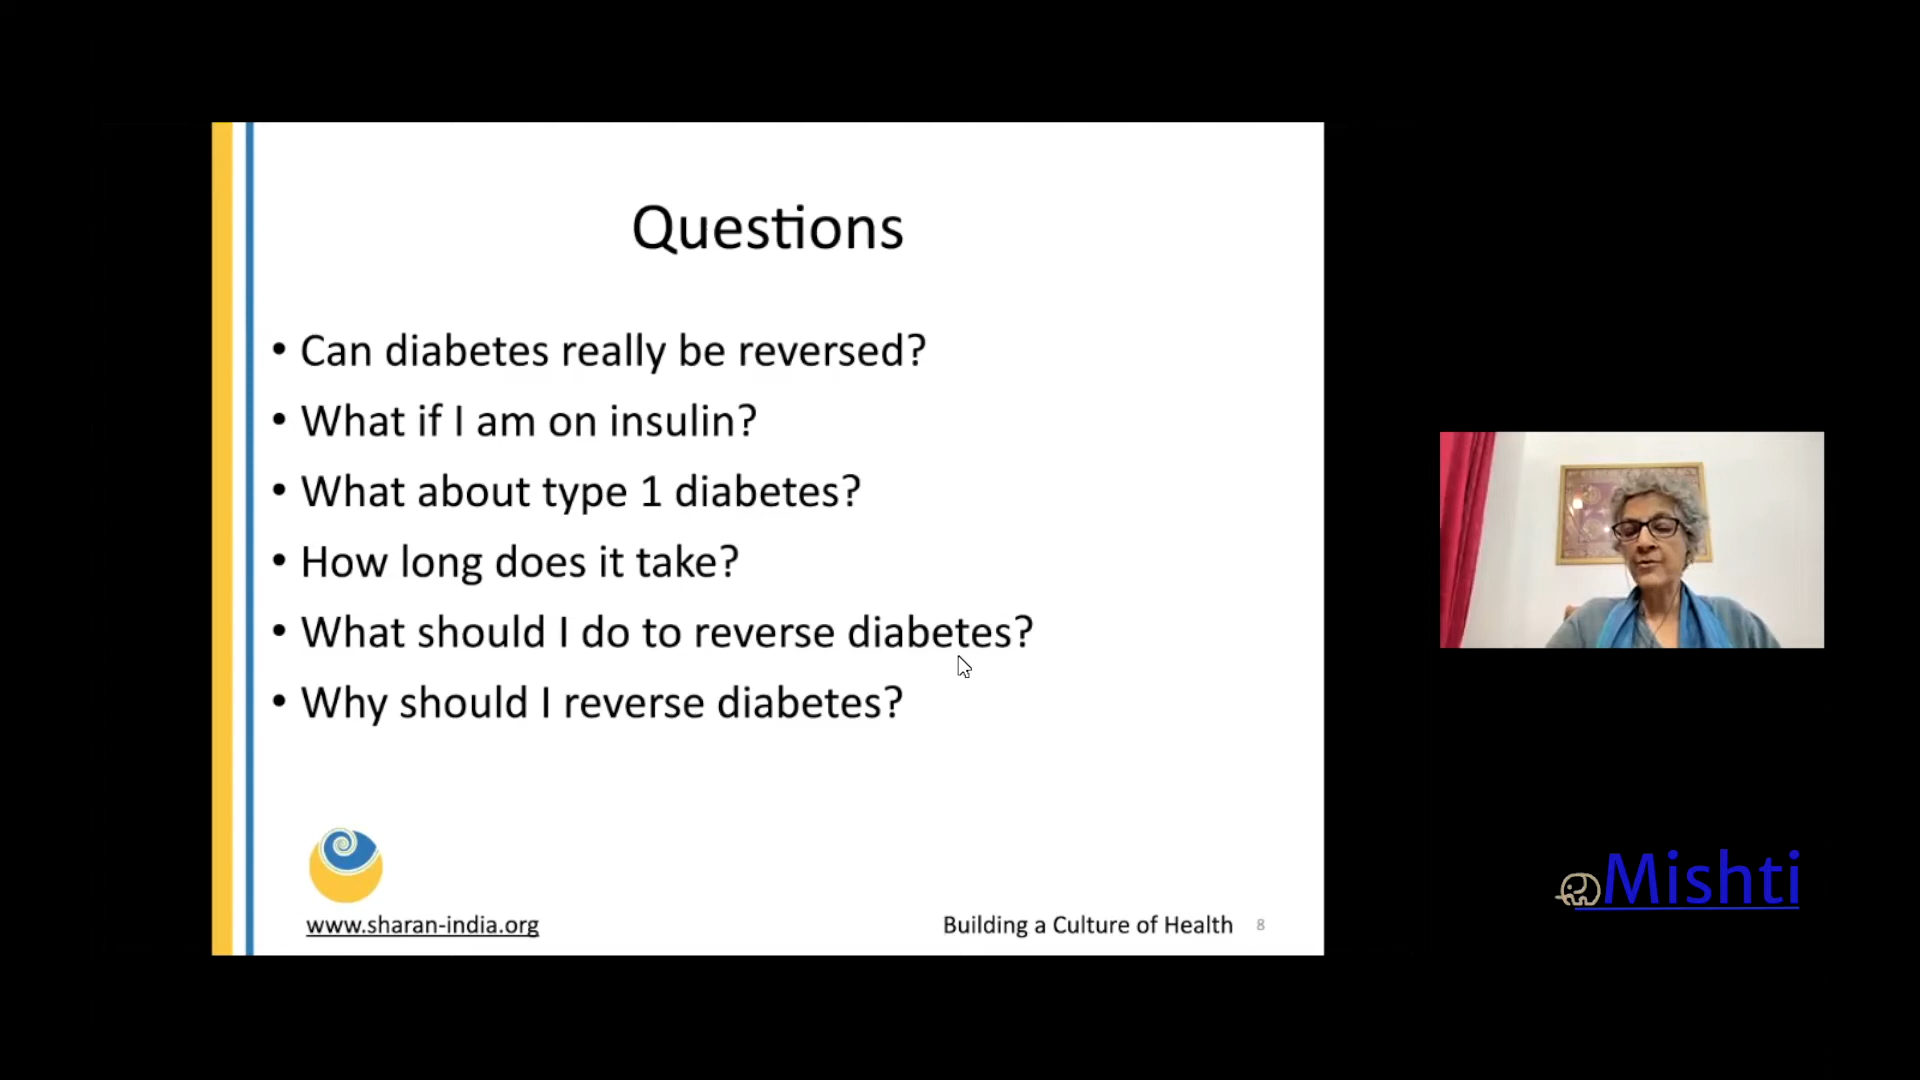 Questions
• Can diabetes really be reversed?
• What if I am on insulin?
• What about type 1 diabetes?
• How long does it take?
• What should I do to reverse diabetes?
• Why should I reverse diabetes?
www.sharan-india.org
Building a Culture of Health 8
Mishti